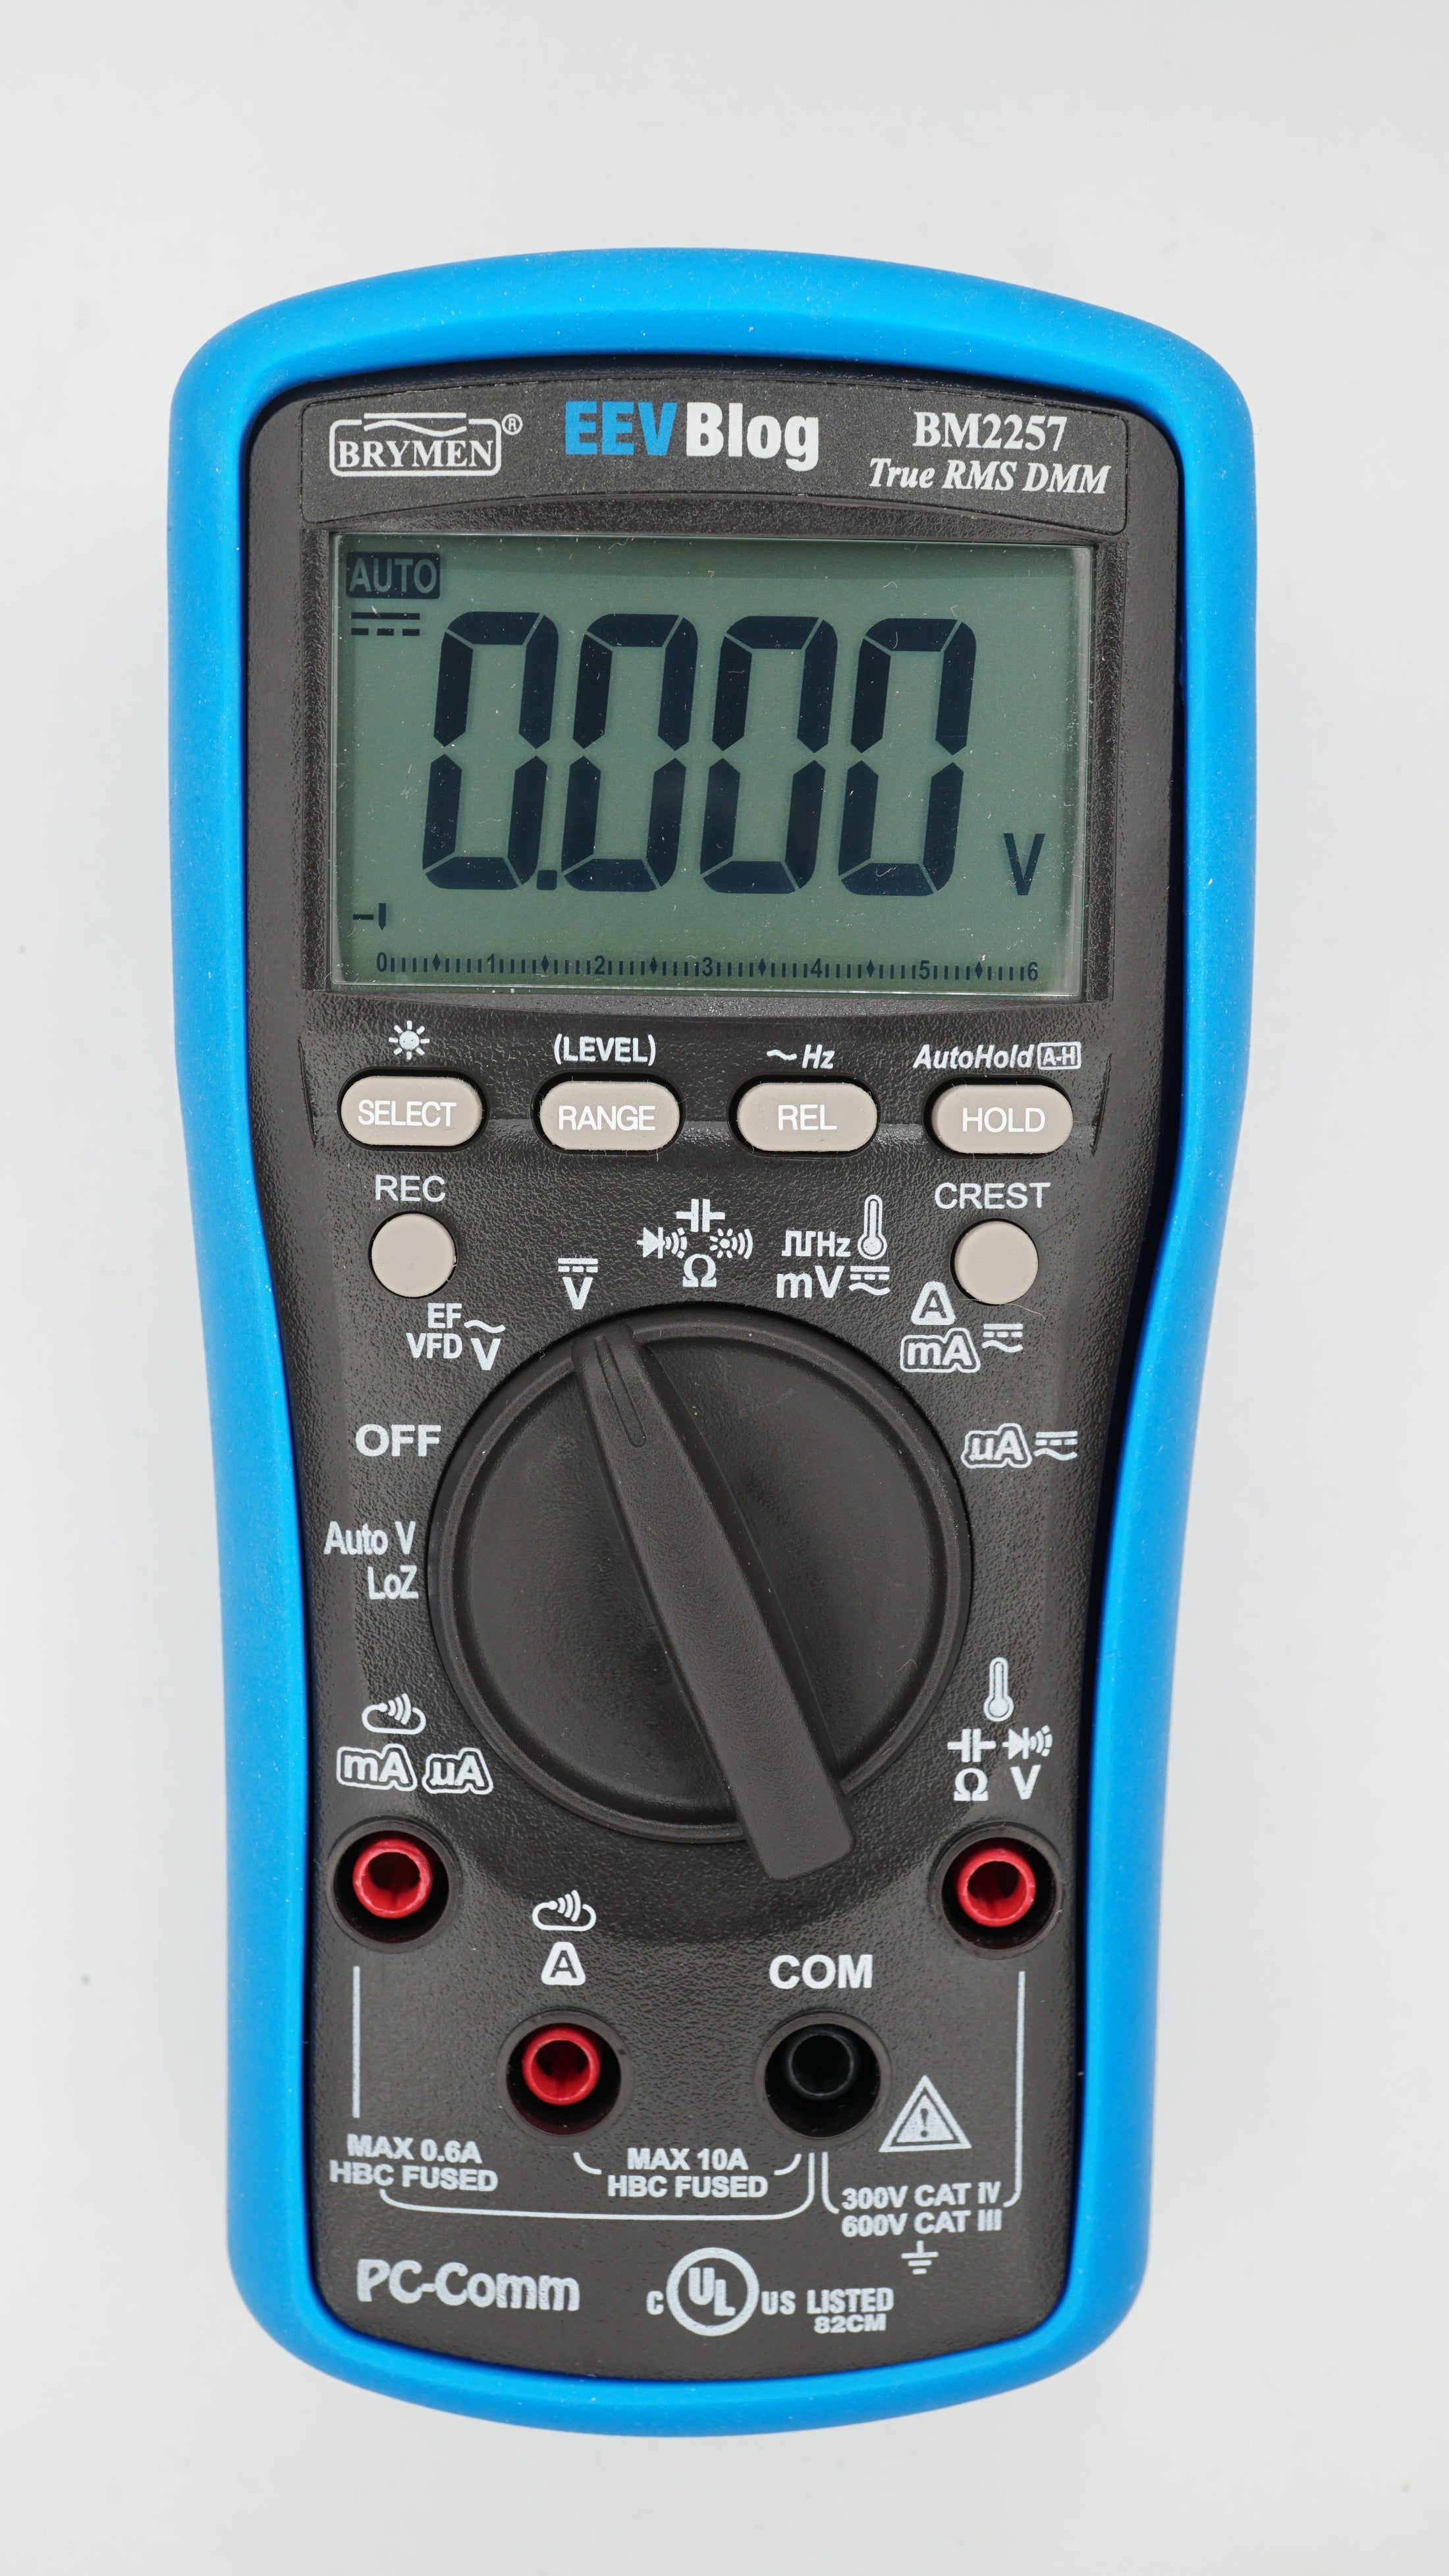 BRYMEN®
EEVBlog
BM2257
True RMS DMM
AUTO
0.000 V
0 1 2 3 4 5 6
(LEVEL)
~Hz
AutoHold A-H
SELECT
RANGE
REL
HOLD
REC
CREST
V
Ω
Hz
mV
EF
VFD V
A
mA
OFF
µA
Auto V
LoZ
mA µA
Ω V
A
COM
MAX 0.6A
HBC FUSED
MAX 10A
HBC FUSED
300V CAT IV
600V CAT III
PC-Comm
C UL US LISTED
82CM